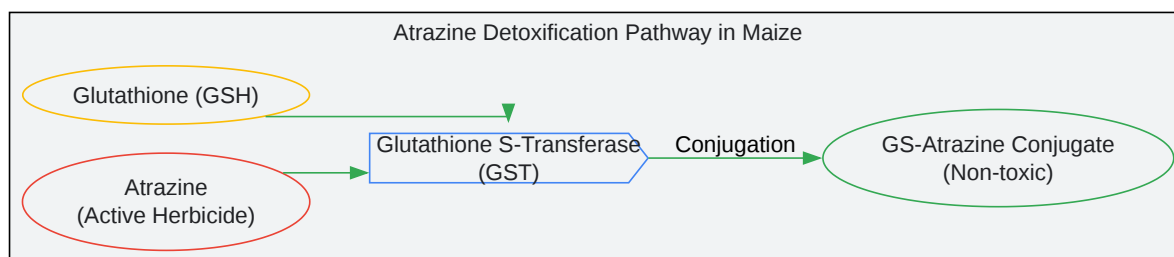 Atrazine Detoxification Pathway in Maize
Glutathione (GSH)
Glutathione S-Transferase
(GST)
Conjugation
GS-Atrazine Conjugate
(Non-toxic)
Atrazine
(Active Herbicide)